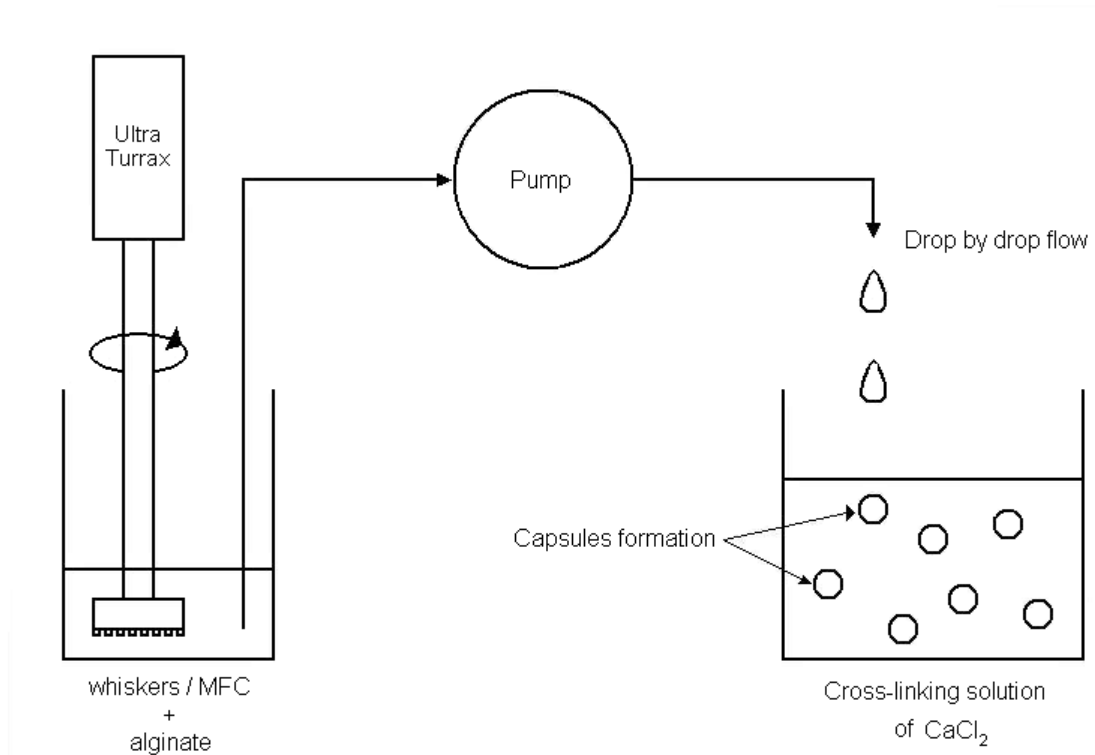 Ultra
Turrax
Pump
Drop by drop flow
Capsules formation
whiskers / MFC
+
alginate
Cross-linking solution
of CaCl₂